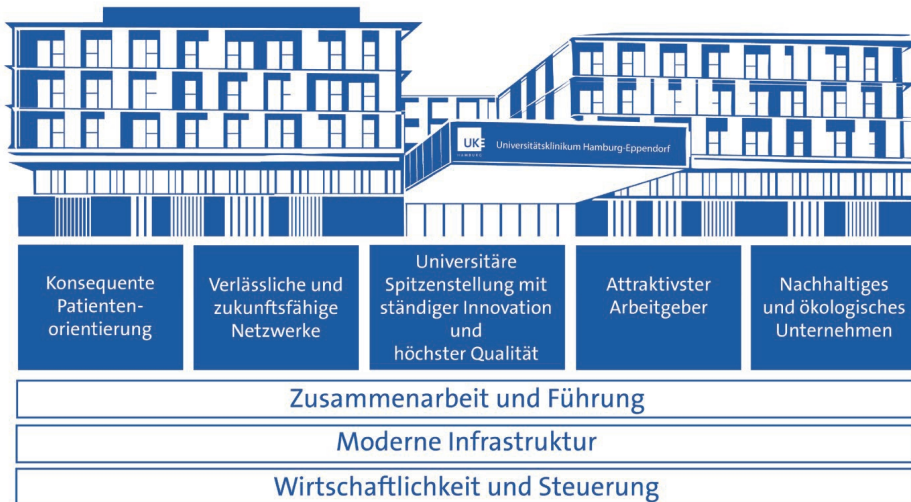 UKE
HAMBURG
Universitätsklinikum Hamburg-Eppendorf
Konsequente
Patienten-
orientierung
Verlässliche und
zukunftsfähige
Netzwerke
Universitäre
Spitzenstellung mit
ständiger Innovation
und
höchster Qualität
Attraktivster
Arbeitgeber
Nachhaltiges
und ökologisches
Unternehmen
Zusammenarbeit und Führung
Moderne Infrastruktur
Wirtschaftlichkeit und Steuerung